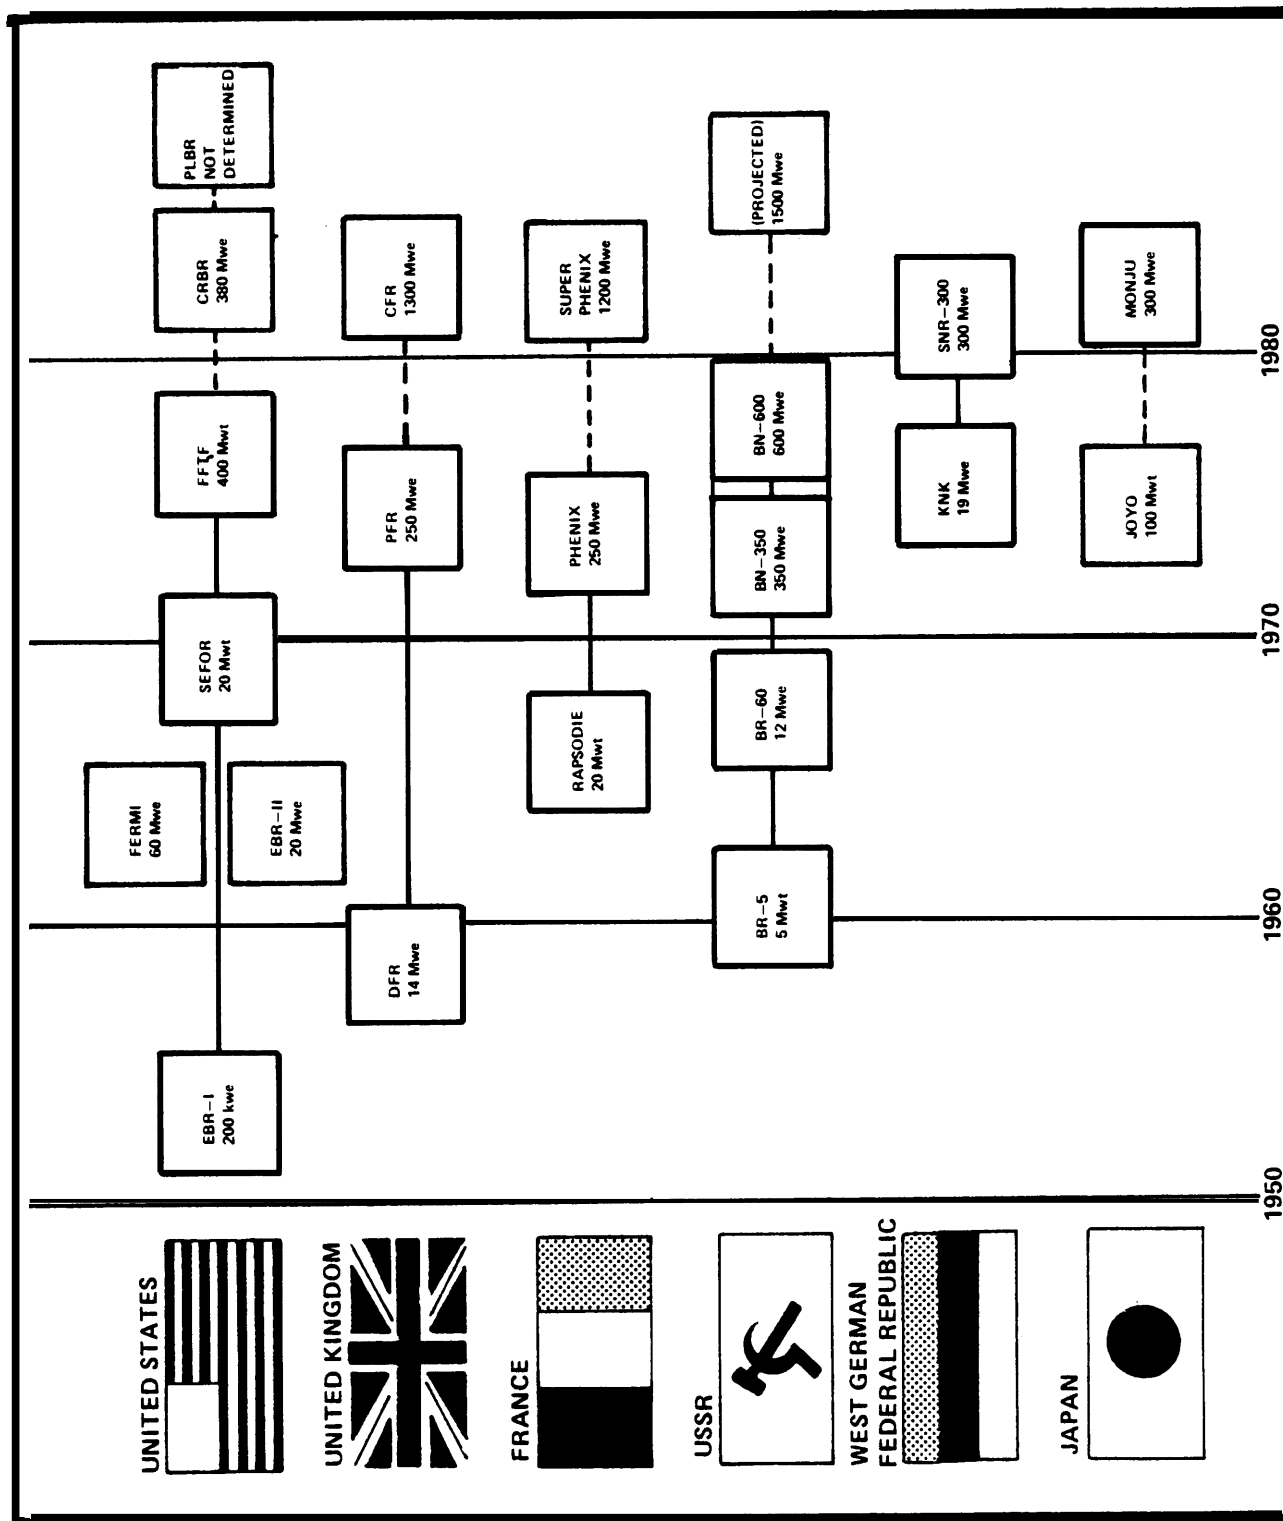 UNITED STATES
EBR-I
200 kwe
FERMI
60 Mwe
EBR-II
20 Mwe
SEFOR
20 Mwt
FFTF
400 Mwt
CRBR
380 Mwe
PLBR
NOT
DETERMINED
UNITED KINGDOM
DFR
14 Mwe
PFR
250 Mwe
CFR
1300 Mwe
FRANCE
RAPSODIE
20 Mwt
PHENIX
250 Mwe
SUPER
PHENIX
1200 Mwe
USSR
BR-5
5 Mwt
BR-60
12 Mwe
BN-350
350 Mwe
BN-600
600 Mwe
(PROJECTED)
1500 Mwe
WEST GERMAN
FEDERAL REPUBLIC
KNK
19 Mwe
SNR-300
300 Mwe
JAPAN
JOYO
100 Mwt
MONJU
300 Mwe
1950
1960
1970
1980